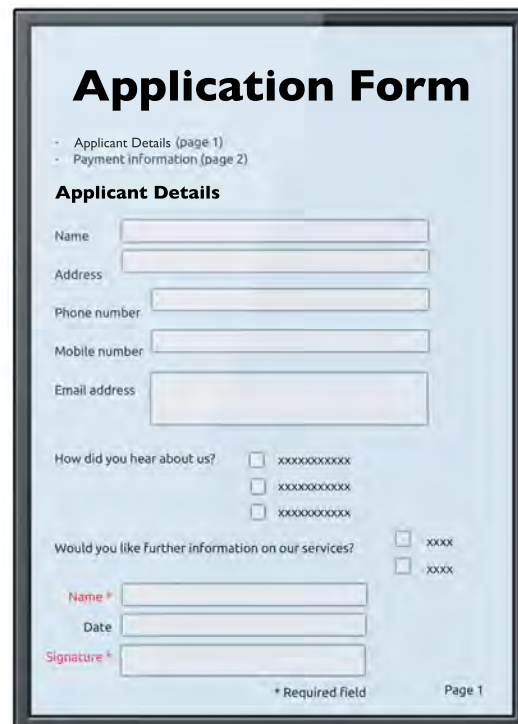 Application Form
- Applicant Details (page 1)
- Payment information (page 2)
Applicant Details
Name
Address
Phone number
Mobile number
Email address
How did you hear about us? xxxxxxxxxxx
xxxxxxxxxxx
xxxxxxxxxxx
Would you like further information on our services? xxxx
xxxx
Name *
Date
Signature *
* Required field Page 1